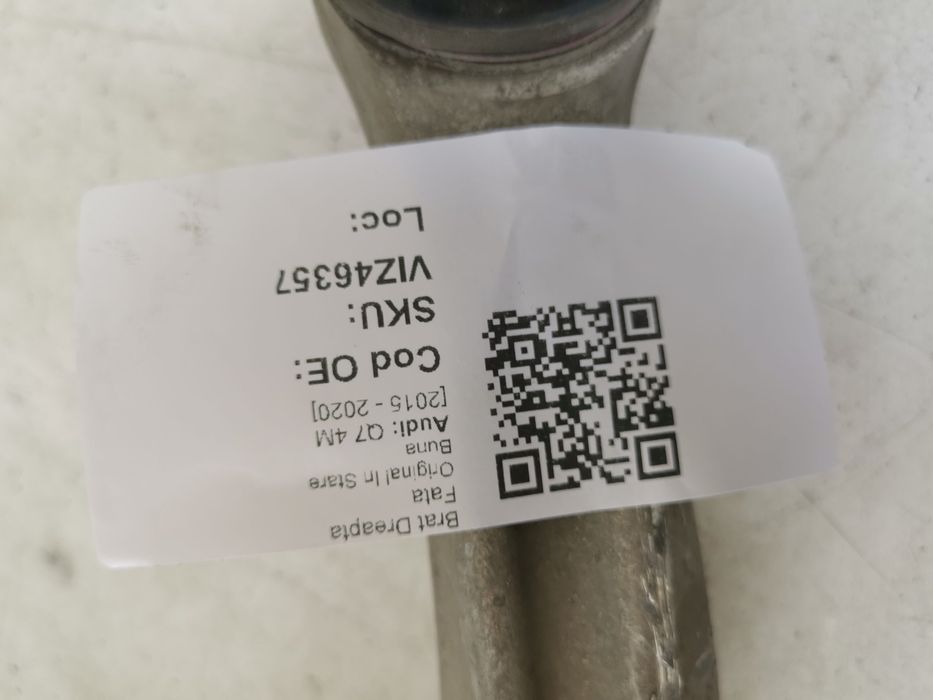 Brat Dreapta
Fata
Original In Stare
Buna
Audi: Q7 4M
[2015 - 2020]
Cod OE:
SKU:
VIZ46357
Loc: